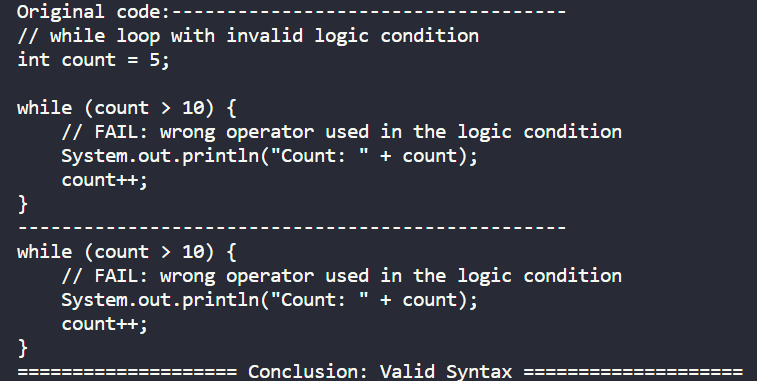 Original code:------------------------------------
// while loop with invalid logic condition
int count = 5;

while (count > 10) {
    // FAIL: wrong operator used in the logic condition
    System.out.println("Count: " + count);
    count++;
}
--------------------------------------------------
while (count > 10) {
    // FAIL: wrong operator used in the logic condition
    System.out.println("Count: " + count);
    count++;
}
==================== Conclusion: Valid Syntax ====================